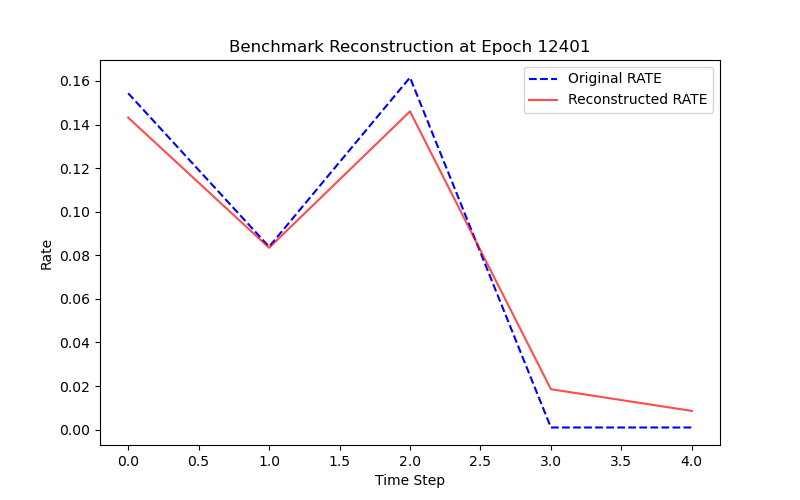 Benchmark Reconstruction at Epoch 12401
Original RATE
Reconstructed RATE
Rate
0.16
0.14
0.12
0.10
0.08
0.06
0.04
0.02
0.00
0.0 0.5 1.0 1.5 2.0 2.5 3.0 3.5 4.0
Time Step